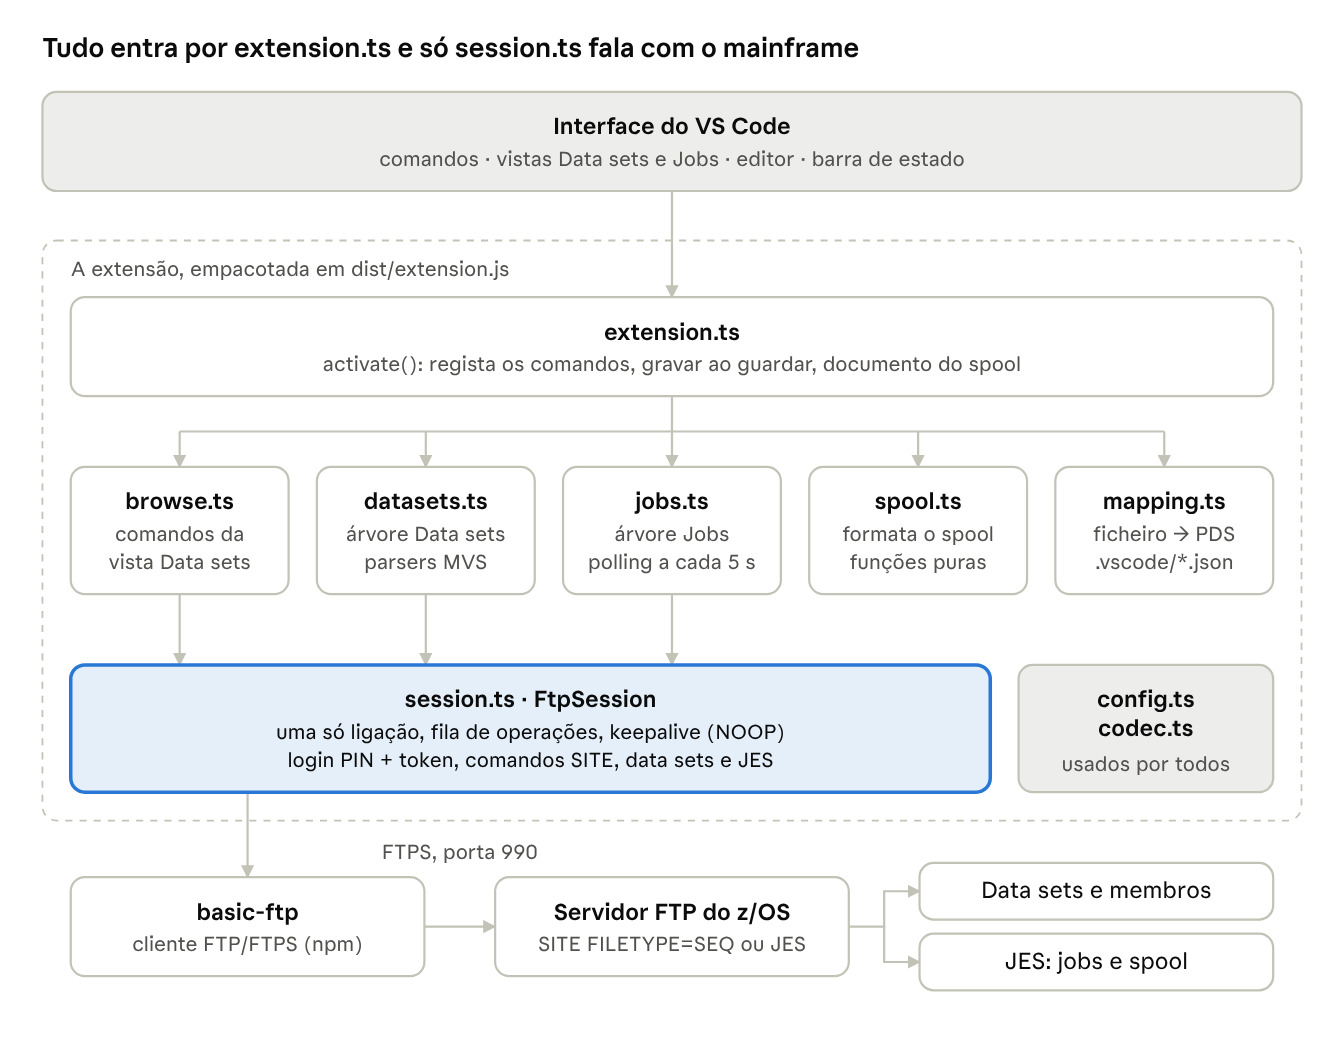 Tudo entra por extension.ts e só session.ts fala com o mainframe
Interface do VS Code
comandos · vistas Data sets e Jobs · editor · barra de estado
A extensão, empacotada em dist/extension.js
extension.ts
activate(): regista os comandos, gravar ao guardar, documento do spool
browse.ts
comandos da
vista Data sets
datasets.ts
árvore Data sets
parsers MVS
jobs.ts
árvore Jobs
polling a cada 5 s
spool.ts
formata o spool
funções puras
mapping.ts
ficheiro → PDS
.vscode/*.json
session.ts · FtpSession
uma só ligação, fila de operações, keepalive (NOOP)
login PIN + token, comandos SITE, data sets e JES
config.ts
codec.ts
usados por todos
FTPS, porta 990
basic-ftp
cliente FTP/FTPS (npm)
Servidor FTP do z/OS
SITE FILETYPE=SEQ ou JES
Data sets e membros
JES: jobs e spool